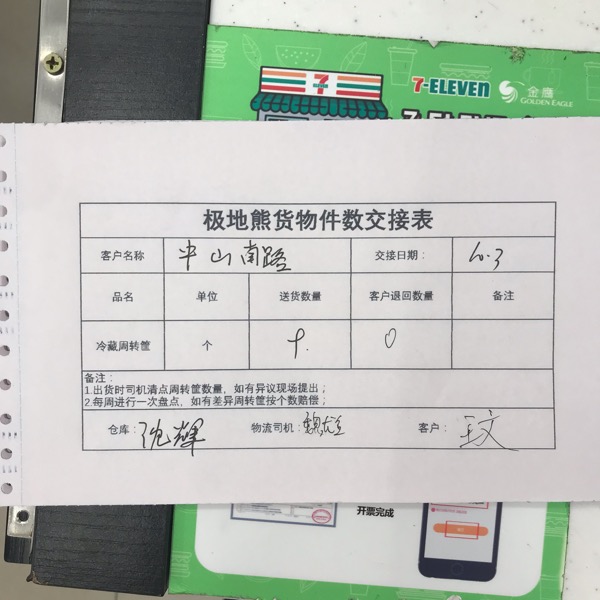 7-ELEVEN 金鹰
GOLDEN EAGLE
极地熊货物件数交接表
客户名称 中山南路 交接日期: 10.3
品名 单位 送货数量 客户退回数量 备注
冷藏周转筐 个 9. 0
备注:
1.出货时司机清点周转筐数量,如有异议现场提出;
2.每周进行一次盘点,如有差异周转筐按个数赔偿;
仓库: 沈辉 物流司机: 客户: 王文
开票完成